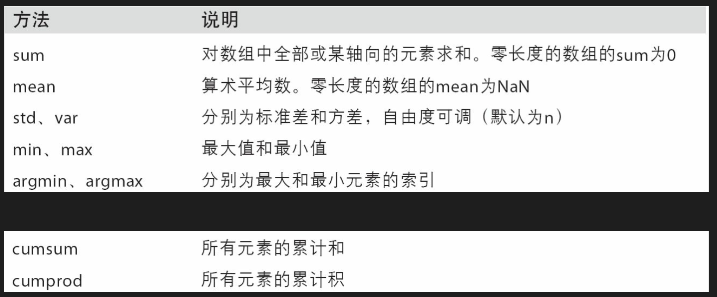 方法 说明
sum 对数组中全部或某轴向的元素求和。零长度的数组的sum为0
mean 算术平均数。零长度的数组的mean为NaN
std、var 分别为标准差和方差，自由度可调（默认为n）
min、max 最大值和最小值
argmin、argmax 分别为最大和最小元素的索引
cumsum 所有元素的累计和
cumprod 所有元素的累计积